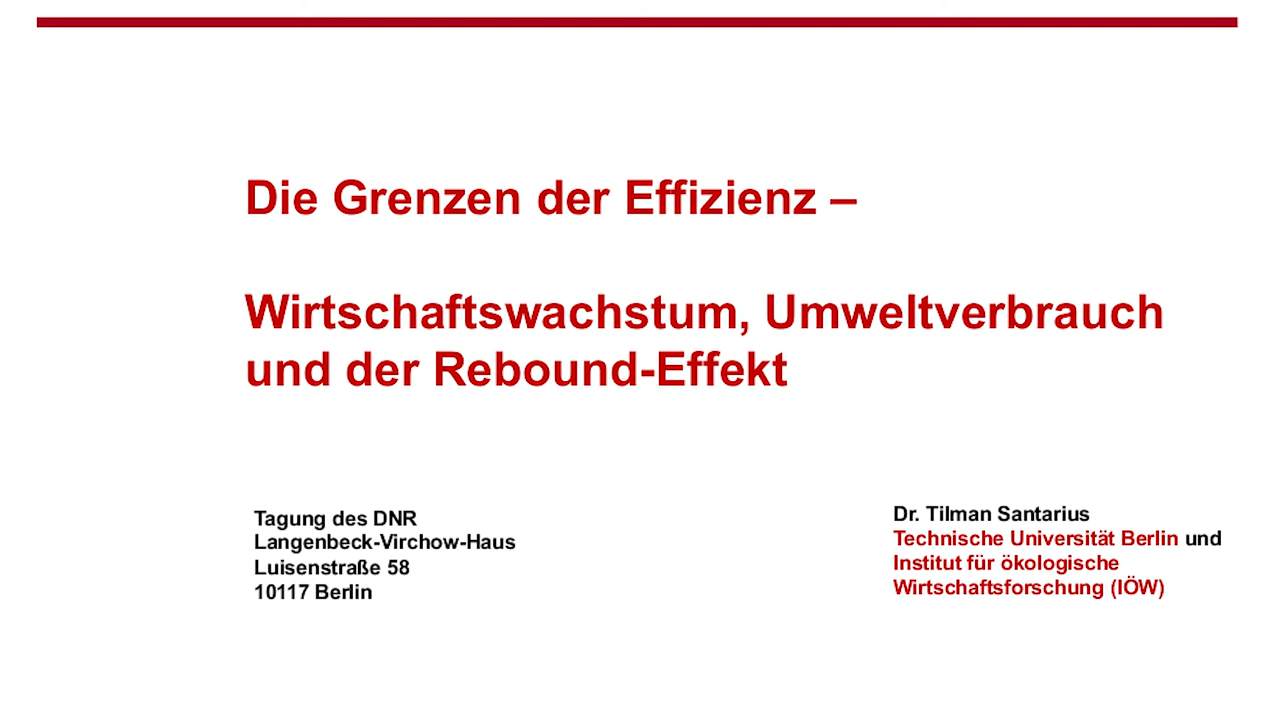 Die Grenzen der Effizienz –
Wirtschaftswachstum, Umweltverbrauch
und der Rebound-Effekt
Tagung des DNR
Langenbeck-Virchow-Haus
Luisenstraße 58
10117 Berlin
Dr. Tilman Santarius
Technische Universität Berlin und
Institut für ökologische
Wirtschaftsforschung (IÖW)